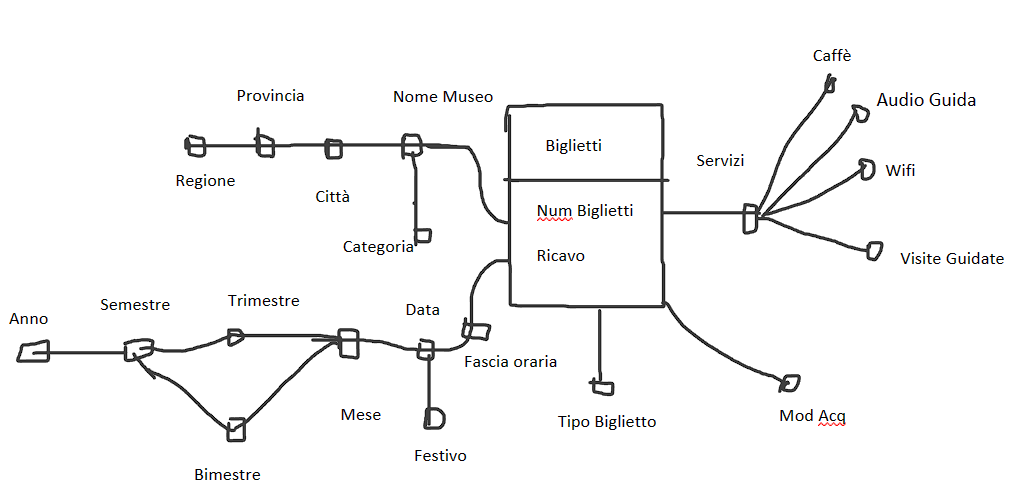 Caffè
Provincia
Nome Museo
Audio Guida
Biglietti
Servizi
Wifi
Regione
Città
Num Biglietti
Categoria
Ricavo
Visite Guidate
Semestre
Trimestre
Data
Anno
Fascia oraria
Mese
Tipo Biglietto
Mod Acq
Festivo
Bimestre